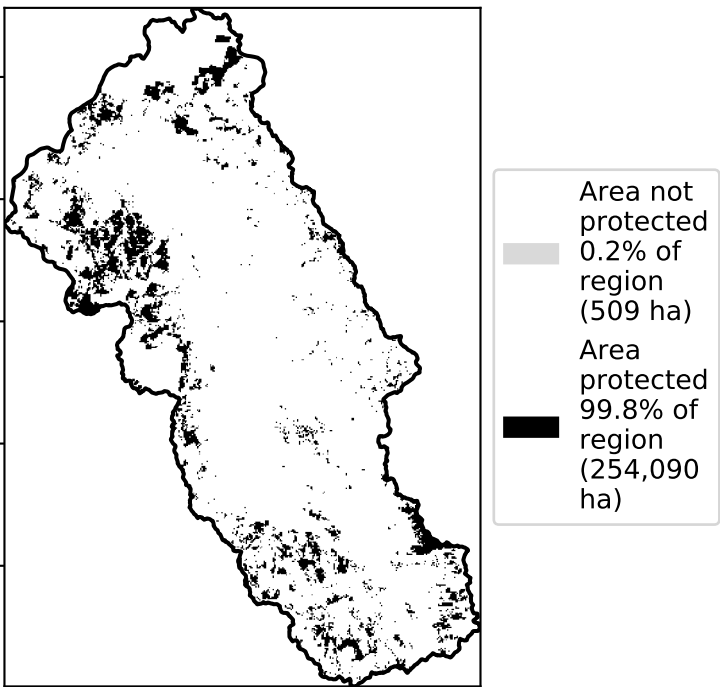 Area not
protected
0.2% of
region
(509 ha)
Area
protected
99.8% of
region
(254,090
ha)